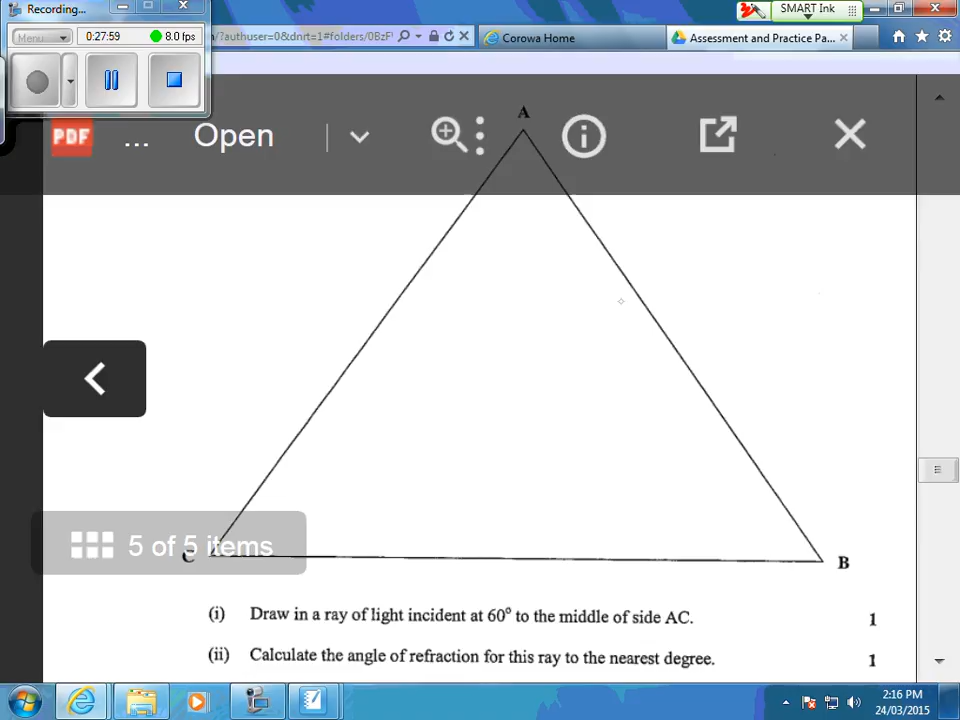 Recording...
SMART Ink
Menu
0:27:59
8.0 fps
n/?authuser=0&dnrt=1#folders/0BzF
Corowa Home
Assessment and Practice Pa...
A
PDF
...
Open
5 of 5 items
C
B
(i) Draw in a ray of light incident at 60° to the middle of side AC. 1
(ii) Calculate the angle of refraction for this ray to the nearest degree. 1
2:16 PM
24/03/2015